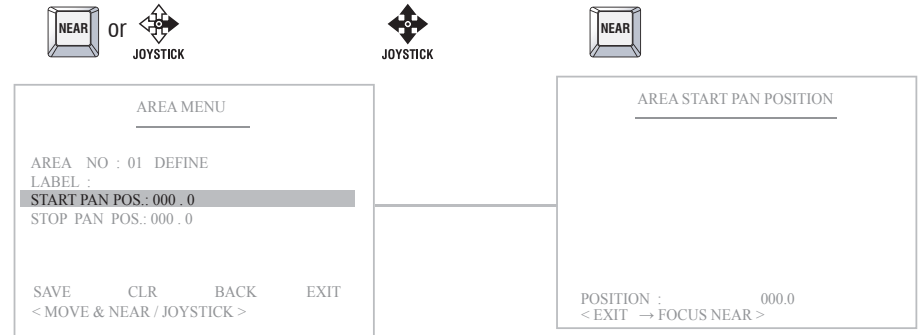 NEAR or JOYSTICK
JOYSTICK
NEAR
AREA MENU
AREA NO : 01 DEFINE
LABEL :
START PAN POS.: 000 . 0
STOP PAN POS.: 000 . 0
SAVE CLR BACK EXIT
< MOVE & NEAR / JOYSTICK >
AREA START PAN POSITION
POSITION : 000.0
< EXIT → FOCUS NEAR >